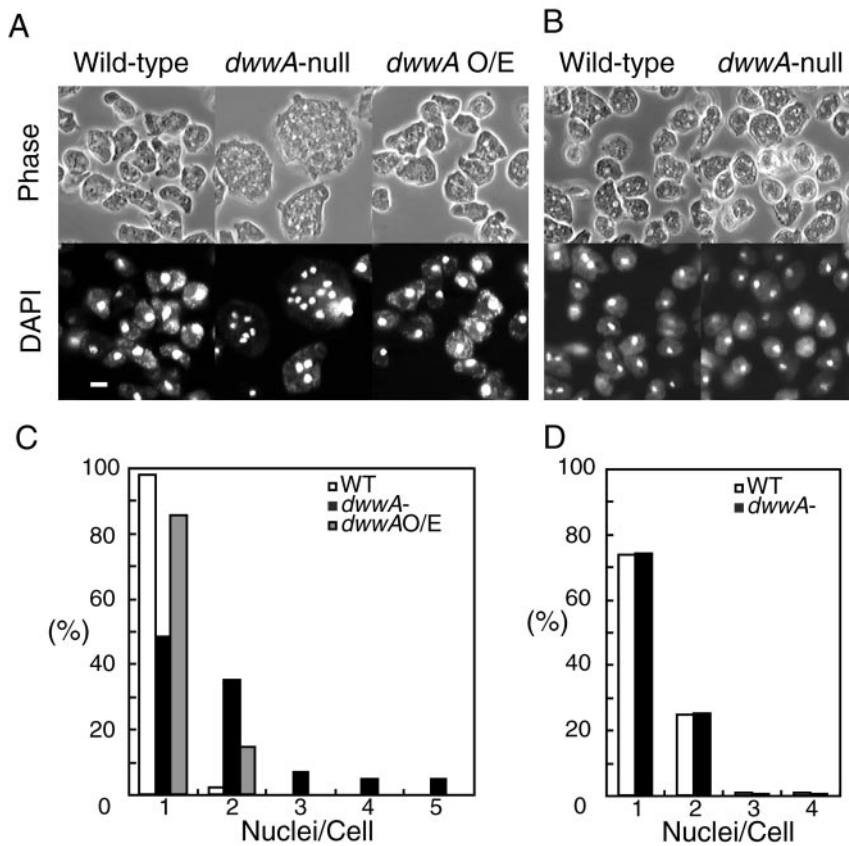 A
B
Wild-type dwwA-null dwwA O/E
Wild-type dwwA-null
Phase
DAPI
C
D
100
80
60
(%)
40
20
0
1 2 3 4 5
Nuclei/Cell
WT
dwwA-
dwwAO/E
100
80
60
(%)
40
20
0
1 2 3 4
Nuclei/Cell
WT
dwwA-